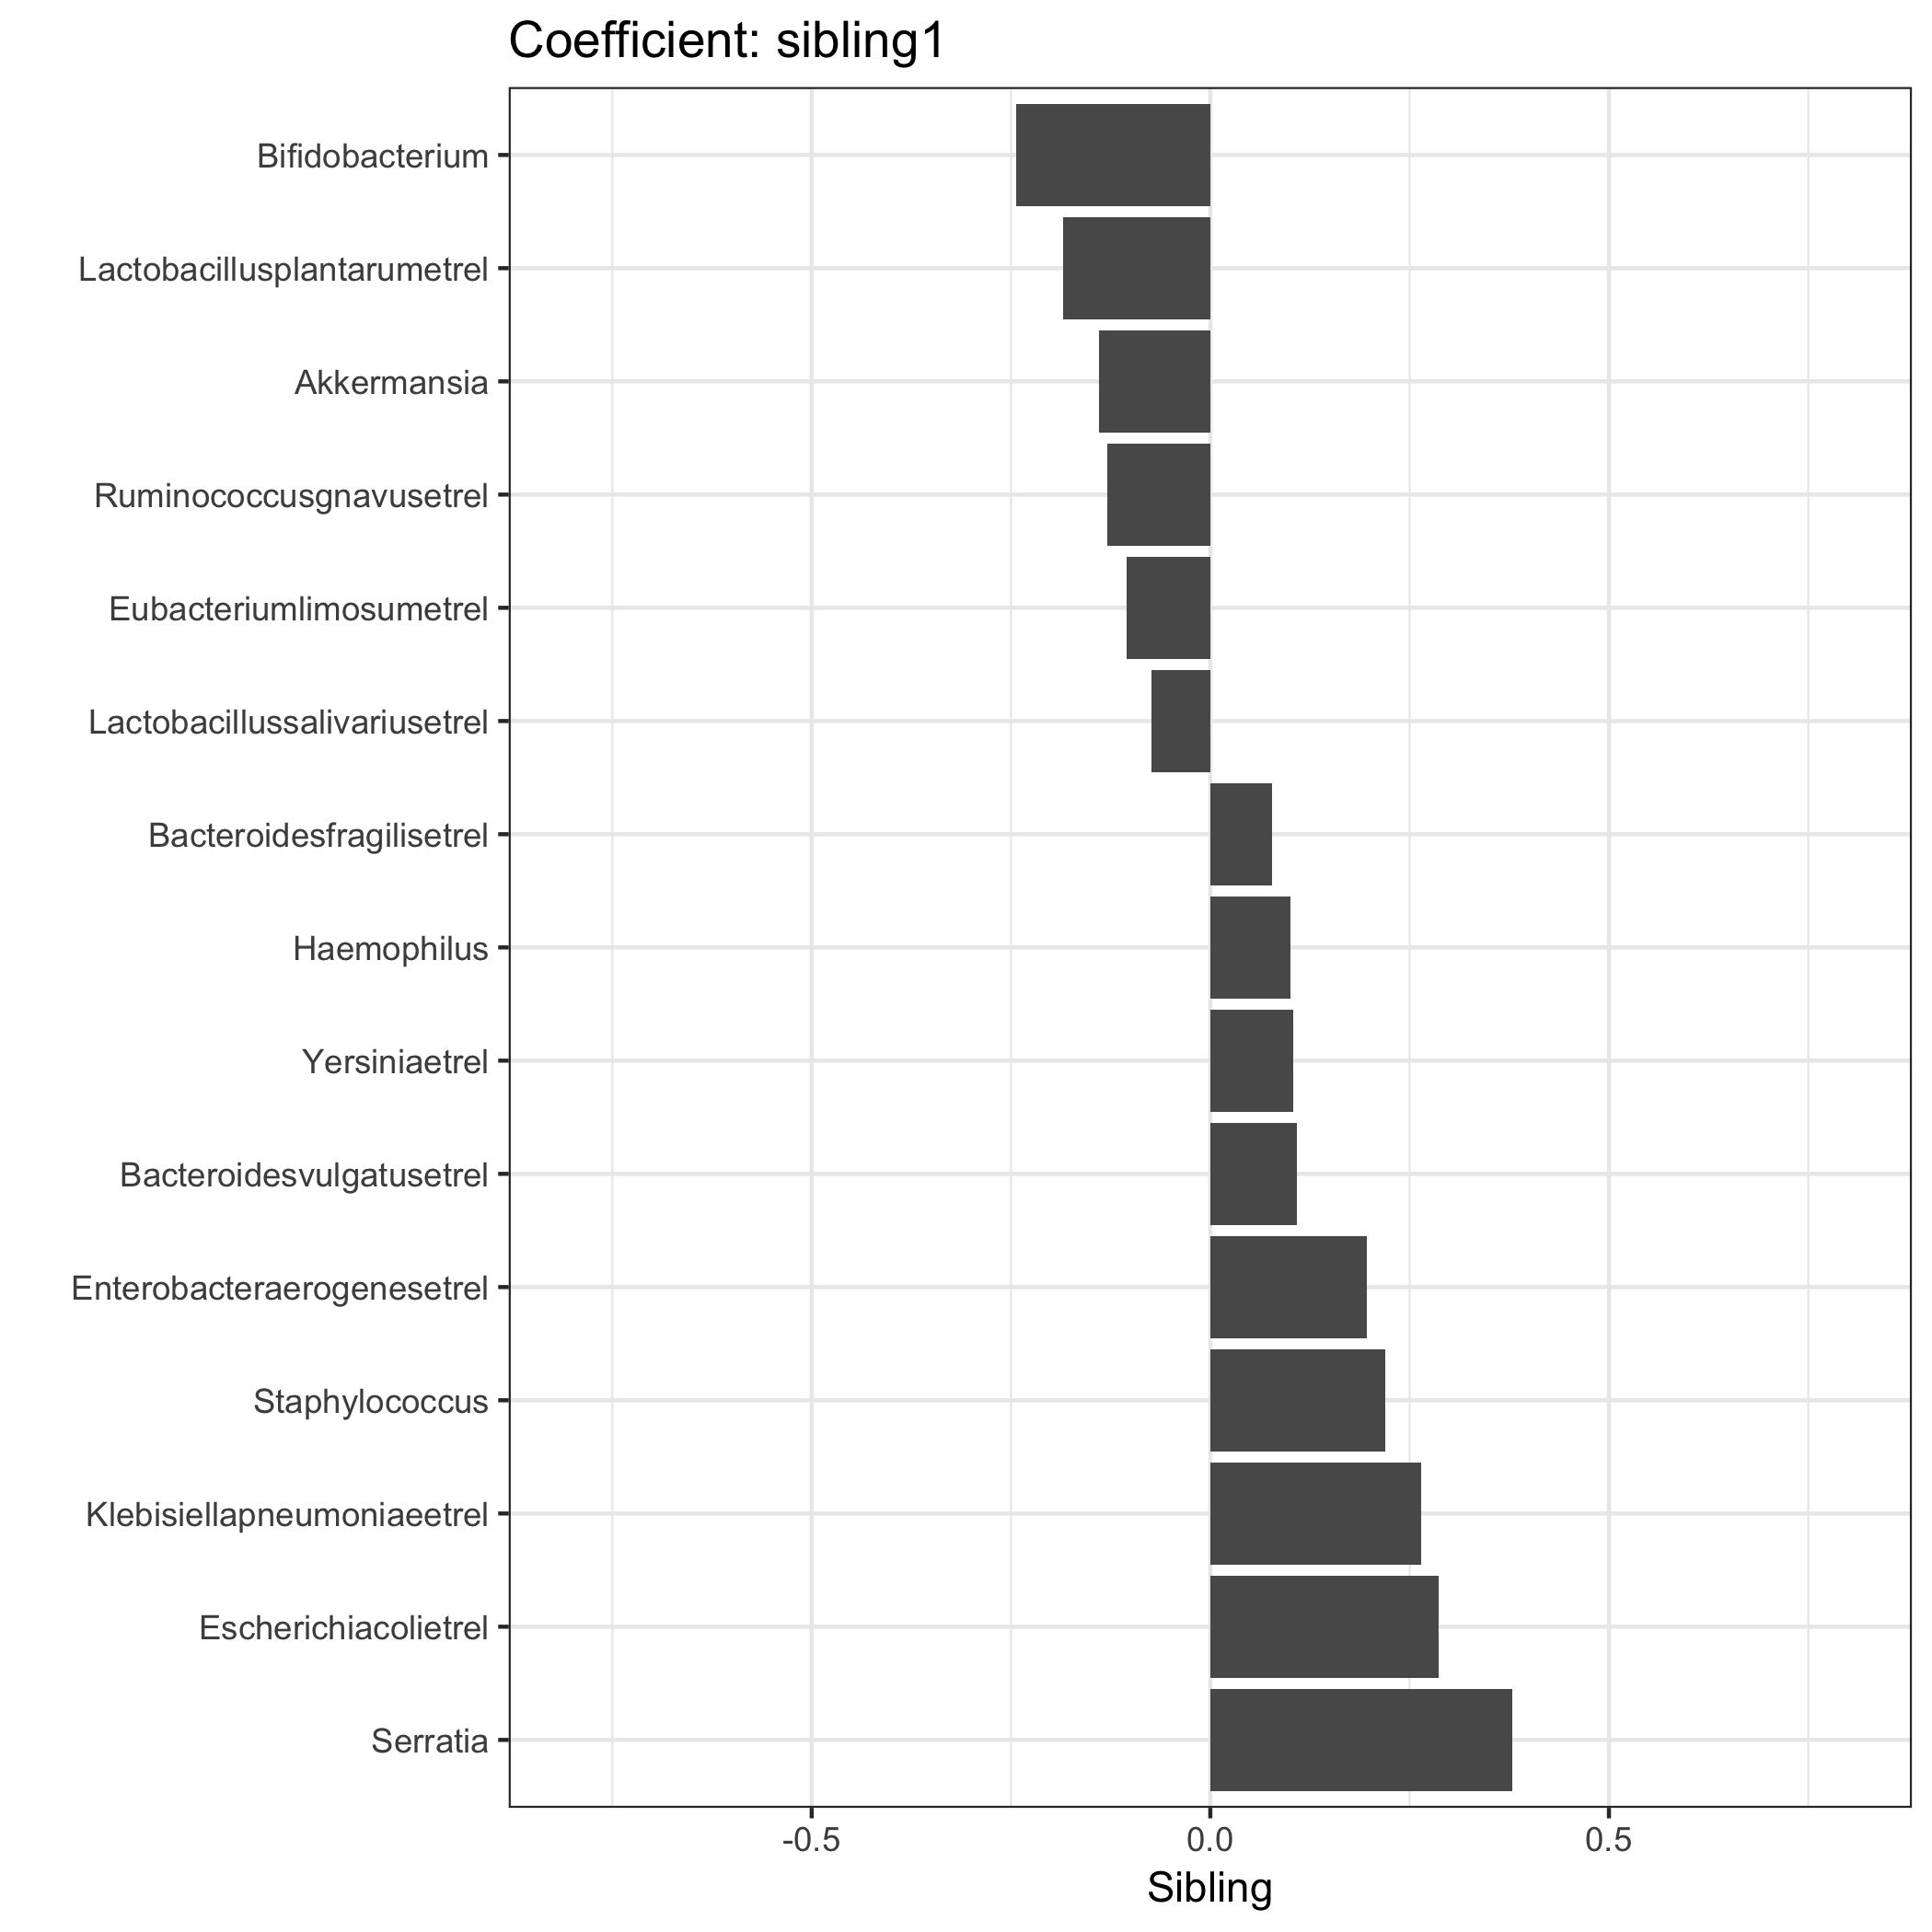 Coefficient: sibling1
Bifidobacterium
Lactobacillusplantarumetrel
Akkermansia
Ruminococcusgnavusetrel
Eubacteriumlimosumetrel
Lactobacillussalivariusetrel
Bacteroidesfragilisetrel
Haemophilus
Yersiniaetrel
Bacteroidesvulgatusetrel
Enterobacteraerogenesetrel
Staphylococcus
Klebisiellapneumoniaeetrel
Escherichiacolietrel
Serratia
-0.5 0.0 0.5
Sibling